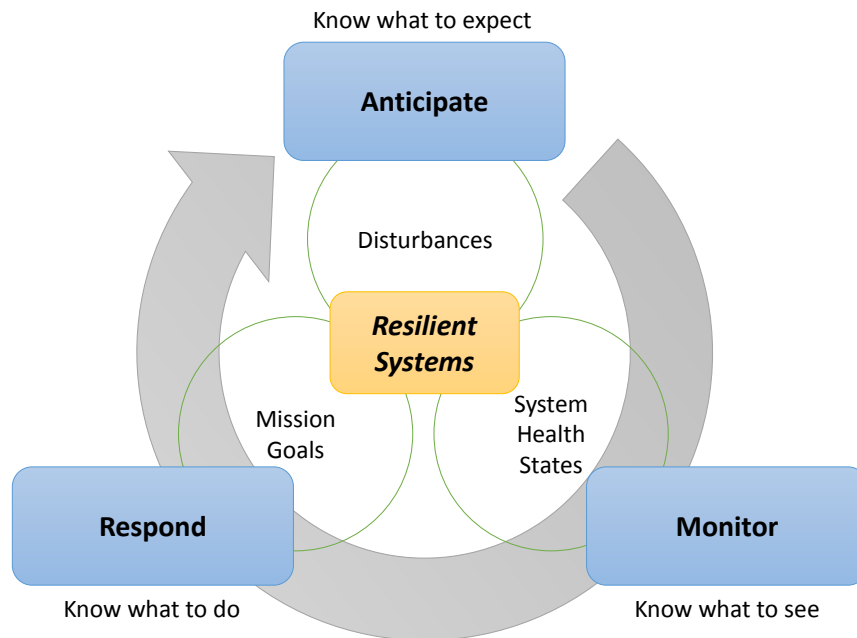 Know what to expect
Anticipate
Disturbances
Resilient
Systems
Mission
Goals
System
Health
States
Respond
Monitor
Know what to do
Know what to see